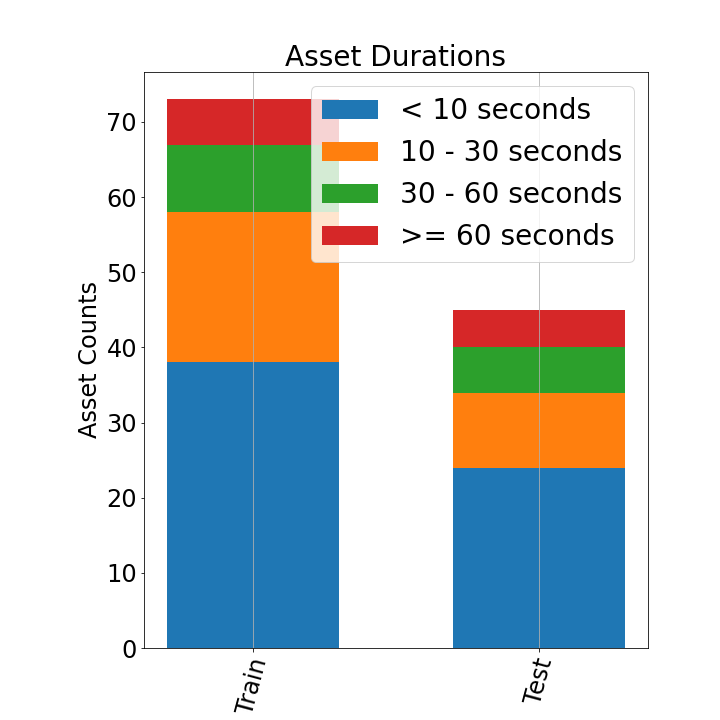 Asset Durations
< 10 seconds
10 - 30 seconds
30 - 60 seconds
>= 60 seconds
Asset Counts
70
60
50
40
30
20
10
0
Train
Test